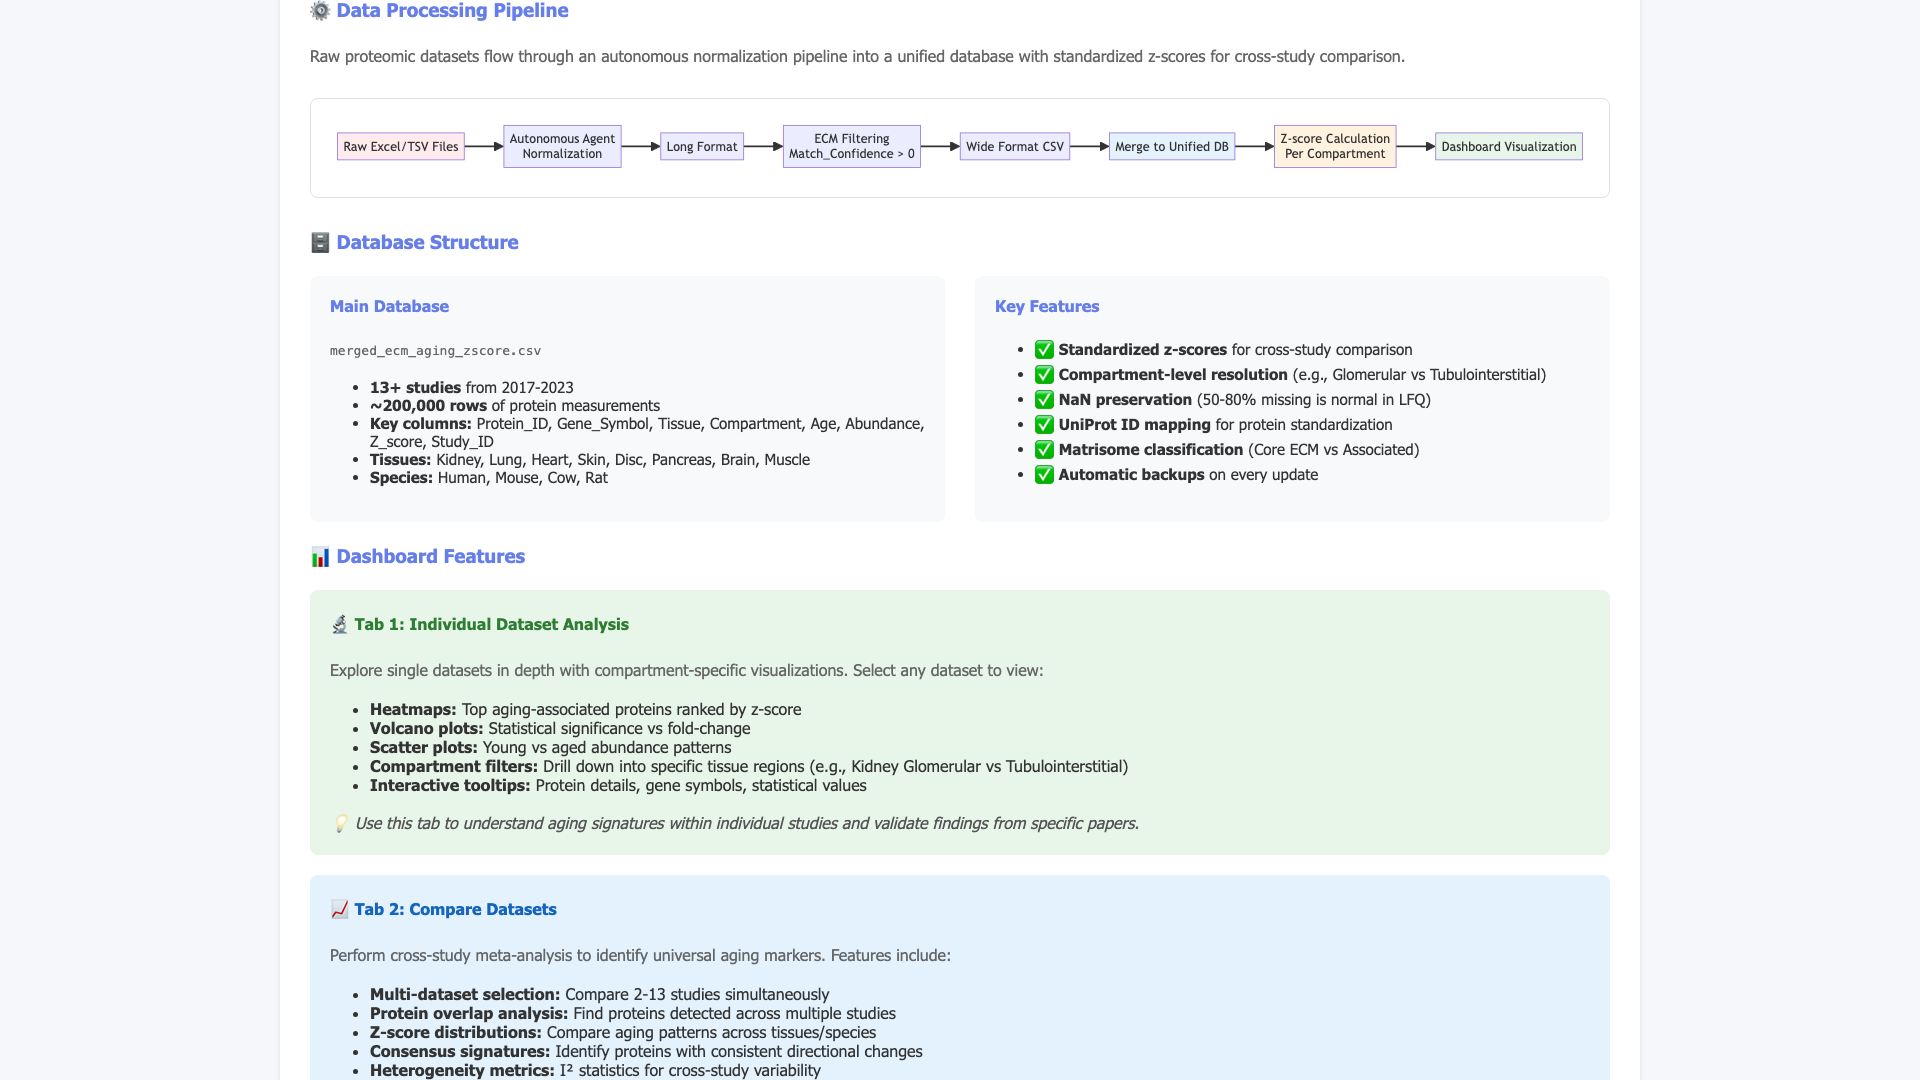 ⚙️ Data Processing Pipeline
Raw proteomic datasets flow through an autonomous normalization pipeline into a unified database with standardized z-scores for cross-study comparison.
Raw Excel/TSV Files
Autonomous Agent
Normalization
Long Format
ECM Filtering
Match_Confidence > 0
Wide Format CSV
Merge to Unified DB
Z-score Calculation
Per Compartment
Dashboard Visualization
🗄️ Database Structure
Main Database
merged_ecm_aging_zscore.csv
• 13+ studies from 2017-2023
• ~200,000 rows of protein measurements
• Key columns: Protein_ID, Gene_Symbol, Tissue, Compartment, Age, Abundance,
Z_score, Study_ID
• Tissues: Kidney, Lung, Heart, Skin, Disc, Pancreas, Brain, Muscle
• Species: Human, Mouse, Cow, Rat
Key Features
• ✅ Standardized z-scores for cross-study comparison
• ✅ Compartment-level resolution (e.g., Glomerular vs Tubulointerstitial)
• ✅ NaN preservation (50-80% missing is normal in LFQ)
• ✅ UniProt ID mapping for protein standardization
• ✅ Matrisome classification (Core ECM vs Associated)
• ✅ Automatic backups on every update
📊 Dashboard Features
🔬 Tab 1: Individual Dataset Analysis
Explore single datasets in depth with compartment-specific visualizations. Select any dataset to view:
• Heatmaps: Top aging-associated proteins ranked by z-score
• Volcano plots: Statistical significance vs fold-change
• Scatter plots: Young vs aged abundance patterns
• Compartment filters: Drill down into specific tissue regions (e.g., Kidney Glomerular vs Tubulointerstitial)
• Interactive tooltips: Protein details, gene symbols, statistical values
💡 Use this tab to understand aging signatures within individual studies and validate findings from specific papers.
📈 Tab 2: Compare Datasets
Perform cross-study meta-analysis to identify universal aging markers. Features include:
• Multi-dataset selection: Compare 2-13 studies simultaneously
• Protein overlap analysis: Find proteins detected across multiple studies
• Z-score distributions: Compare aging patterns across tissues/species
• Consensus signatures: Identify proteins with consistent directional changes
• Heterogeneity metrics: I² statistics for cross-study variability